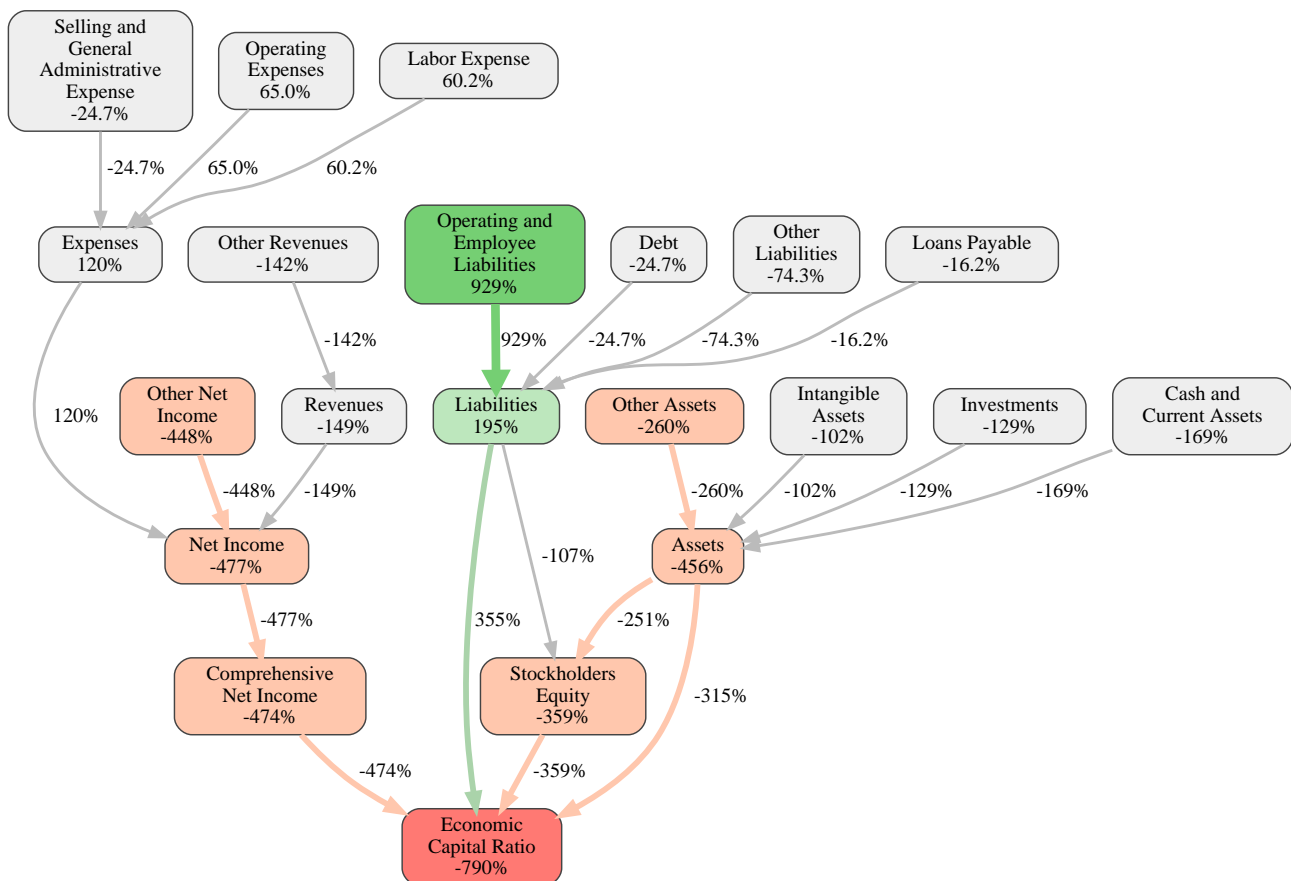 Selling and
General
Administrative
Expense
-24.7%
Operating
Expenses
65.0%
Labor Expense
60.2%
-24.7%
65.0%
60.2%
Expenses
120%
Other Revenues
-142%
Operating and
Employee
Liabilities
929%
Debt
-24.7%
Other
Liabilities
-74.3%
Loans Payable
-16.2%
-142%
929%
-24.7%
-74.3%
-16.2%
120%
Other Net
Income
-448%
Revenues
-149%
Liabilities
195%
Other Assets
-260%
Intangible
Assets
-102%
Investments
-129%
Cash and
Current Assets
-169%
-448%
-149%
-260%
-102%
-129%
-169%
Net Income
-477%
-107%
Assets
-456%
-477%
355%
-251%
-315%
Comprehensive
Net Income
-474%
Stockholders
Equity
-359%
-474%
-359%
Economic
Capital Ratio
-790%